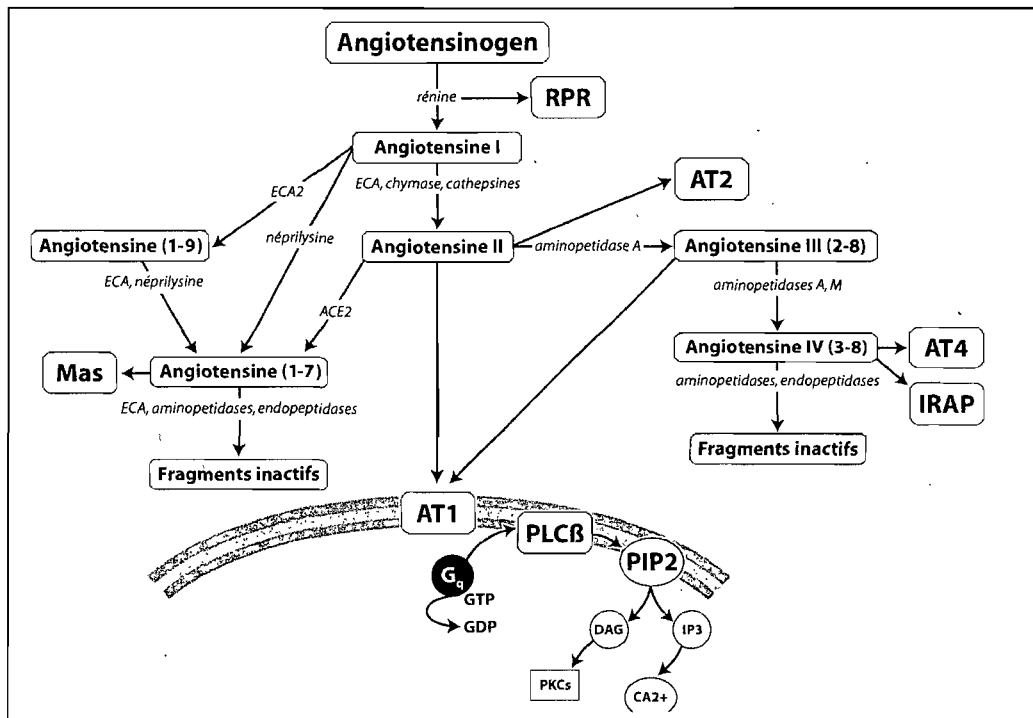 Angiotensinogen
rénine
RPR
Angiotensine I
ECA2
ECA, chymase, cathepsines
AT2
néprilysine
Angiotensine (1-9)
Angiotensine II
aminopetidase A
Angiotensine III (2-8)
ECA, néprilysine
ACE2
aminopetidases A, M
Mas
Angiotensine (1-7)
Angiotensine IV (3-8)
AT4
ECA, aminopetidases, endopeptidases
aminopetidases, endopeptidases
IRAP
Fragments inactifs
Fragments inactifs
AT1
PLCß
PIP2
Gq
GTP
GDP
DAG
IP3
PKCs
CA2+